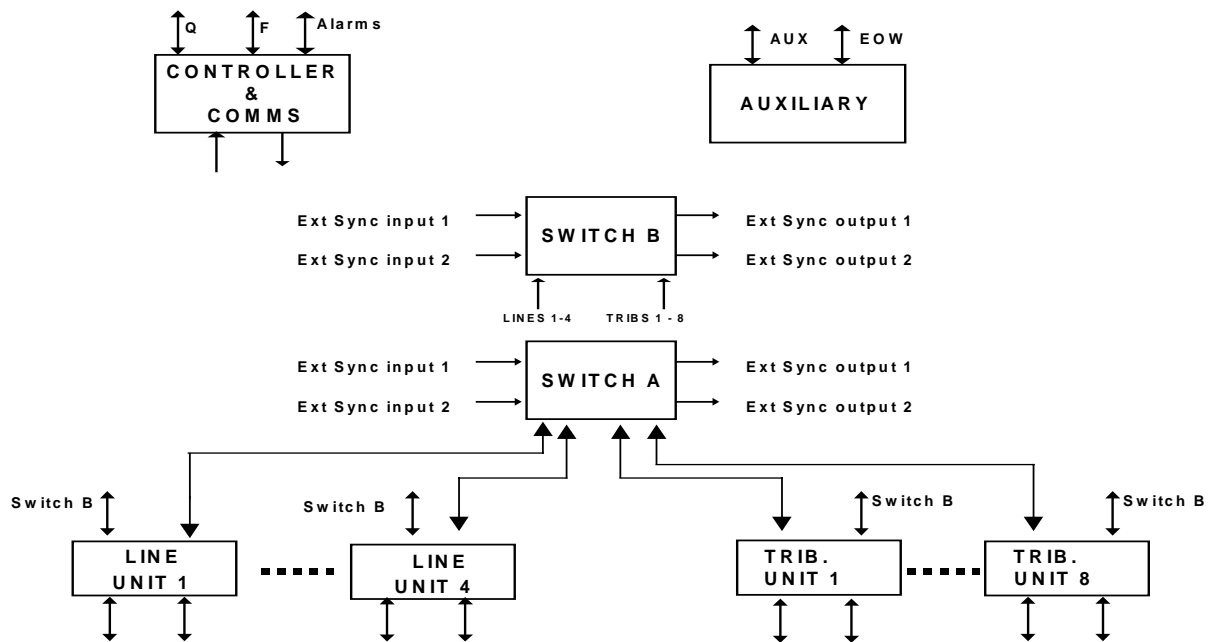 Q F Alarms
CONTROLLER
&
COMMS
AUX EOW
AUXILIARY
Ext Sync input 1
Ext Sync input 2
SWITCH B
Ext Sync output 1
Ext Sync output 2
LINES 1-4 TRIBS 1 - 8
Ext Sync input 1
Ext Sync input 2
SWITCH A
Ext Sync output 1
Ext Sync output 2
Switch B
Switch B
Switch B
Switch B
LINE
UNIT 1
LINE
UNIT 4
TRIB.
UNIT 1
TRIB.
UNIT 8